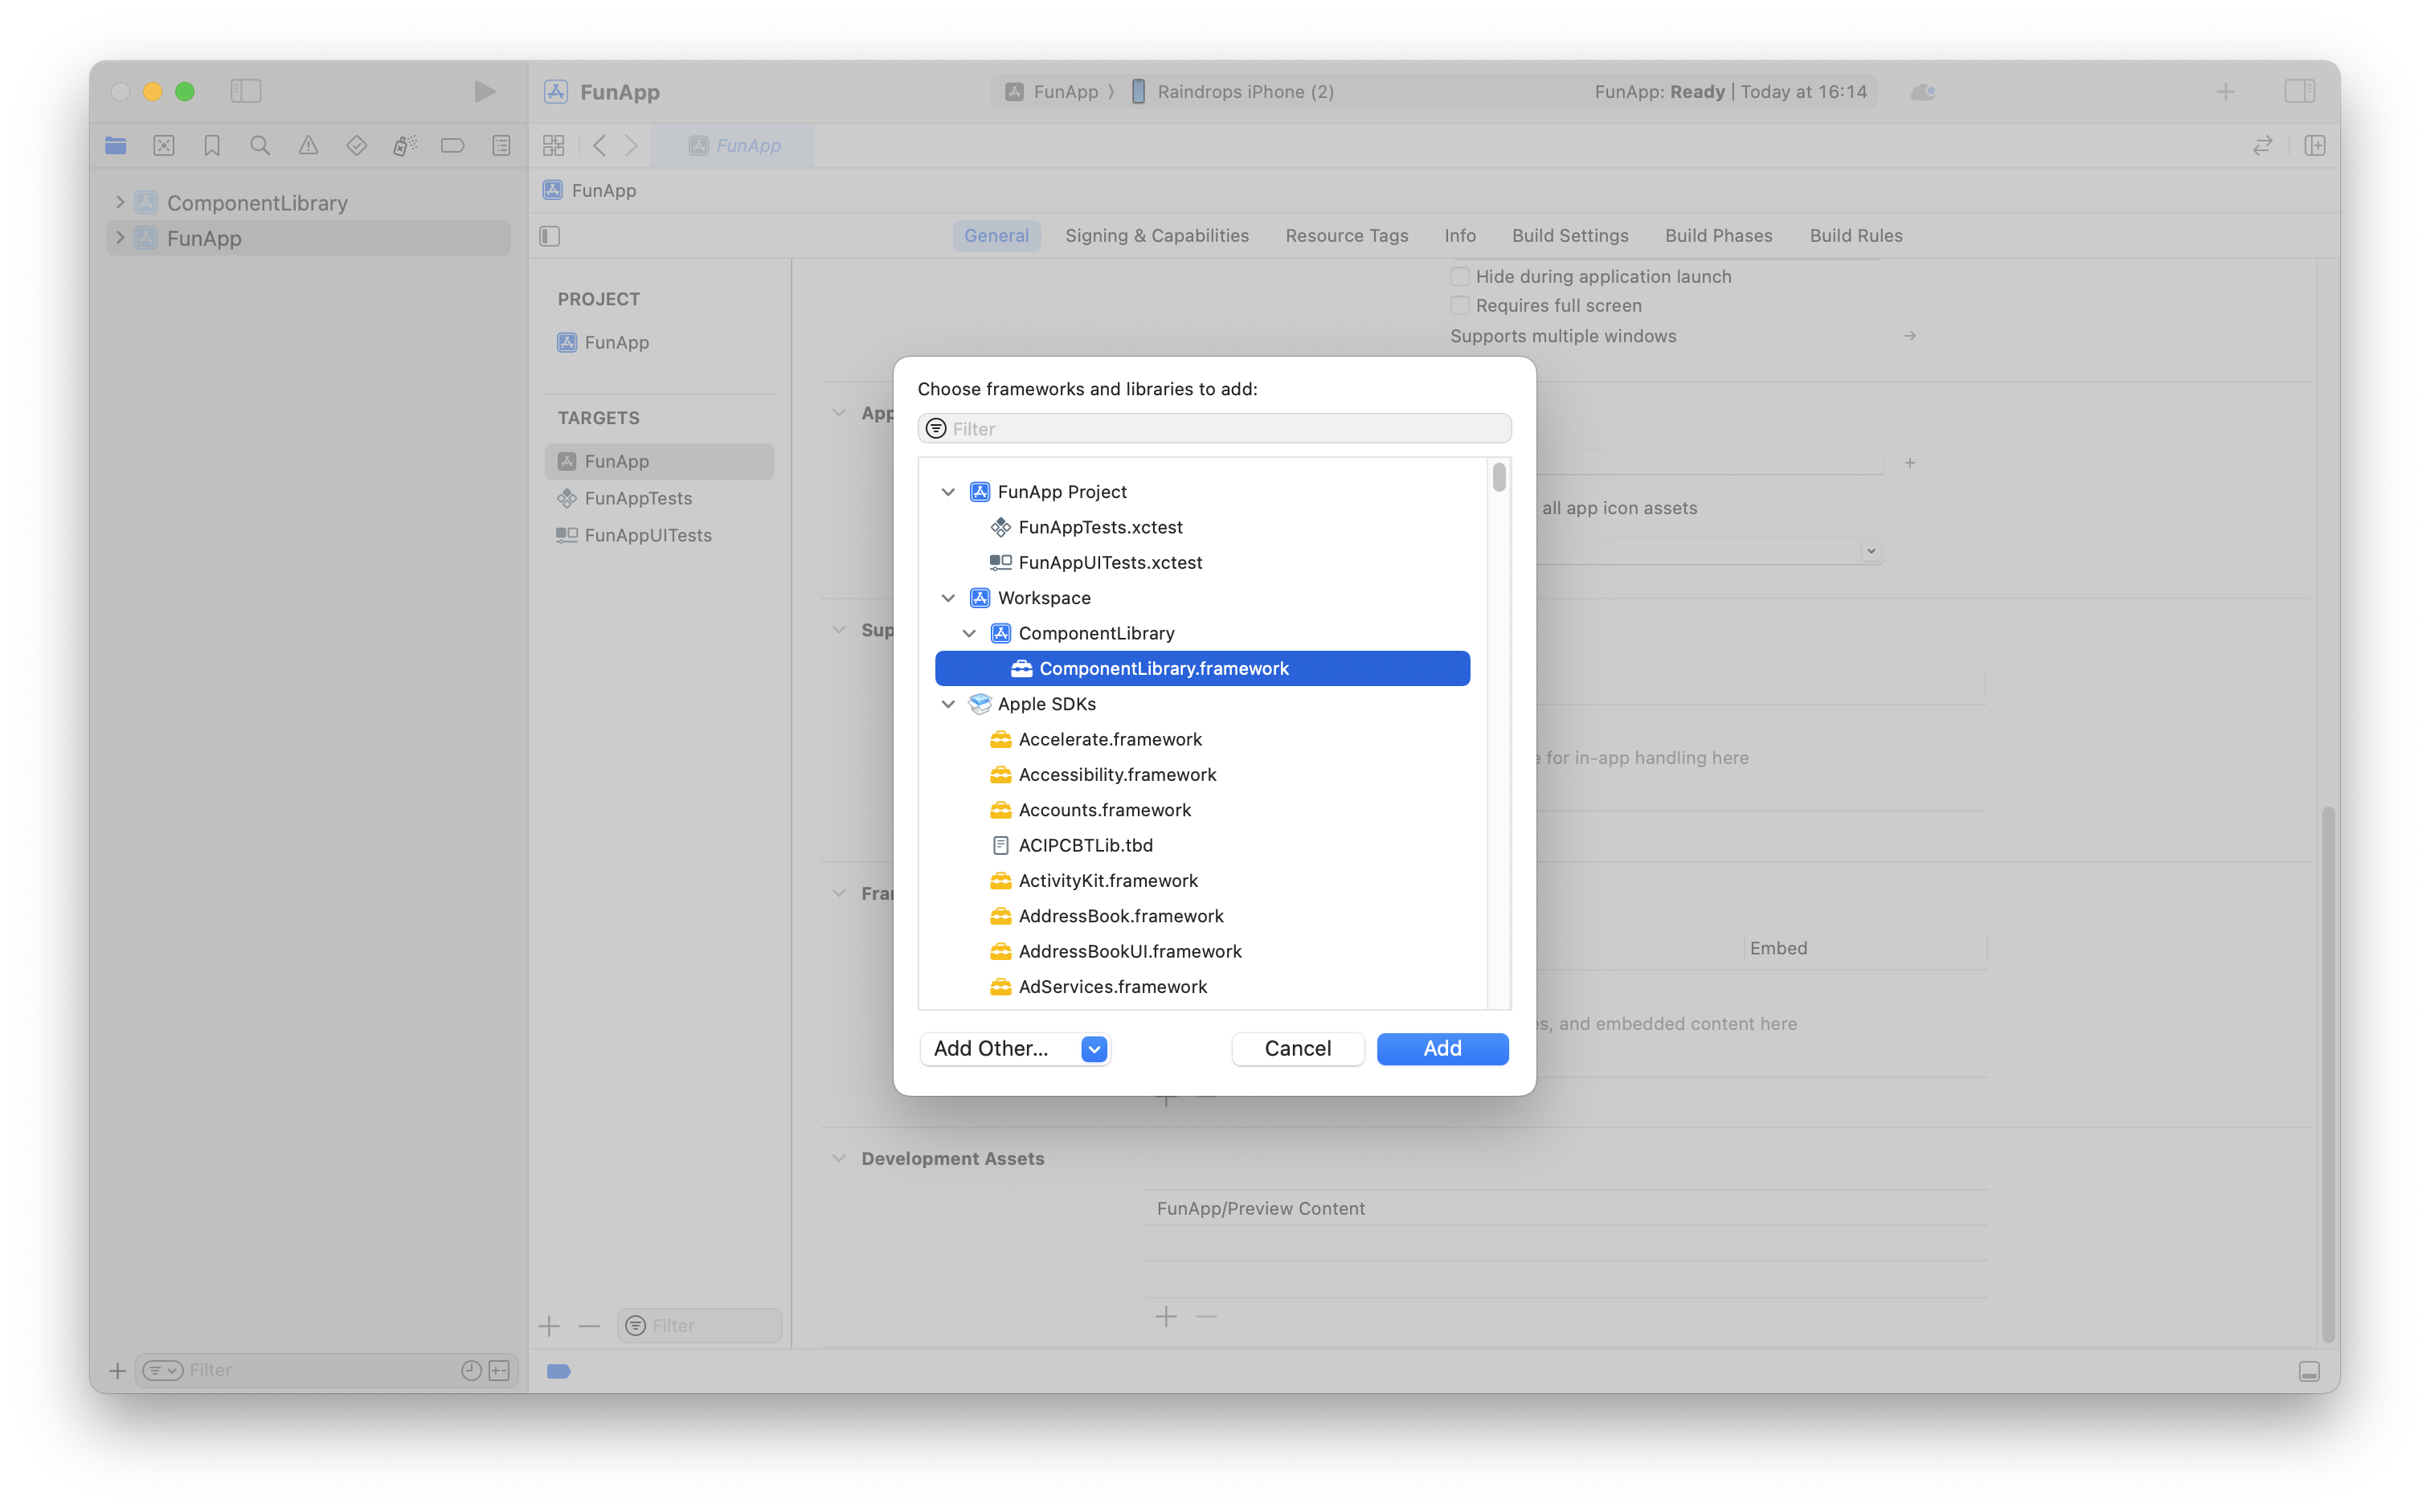 FunApp
FunApp
Raindrops iPhone (2)
FunApp: Ready | Today at 16:14
FunApp
ComponentLibrary
FunApp
FunApp
General
Signing & Capabilities
Resource Tags
Info
Build Settings
Build Phases
Build Rules
PROJECT
FunApp
TARGETS
FunApp
FunAppTests
FunAppUITests
Filter
Filter
Hide during application launch
Requires full screen
Supports multiple windows
App
all app icon assets
Sup
for in-app handling here
Fra
Embed
and embedded content here
Development Assets
FunApp/Preview Content
Choose frameworks and libraries to add:
Filter
FunApp Project
FunAppTests.xctest
FunAppUITests.xctest
Workspace
ComponentLibrary
ComponentLibrary.framework
Apple SDKs
Accelerate.framework
Accessibility.framework
Accounts.framework
ACIPCBTLib.tbd
ActivityKit.framework
AddressBook.framework
AddressBookUI.framework
AdServices.framework
Add Other...
Cancel
Add